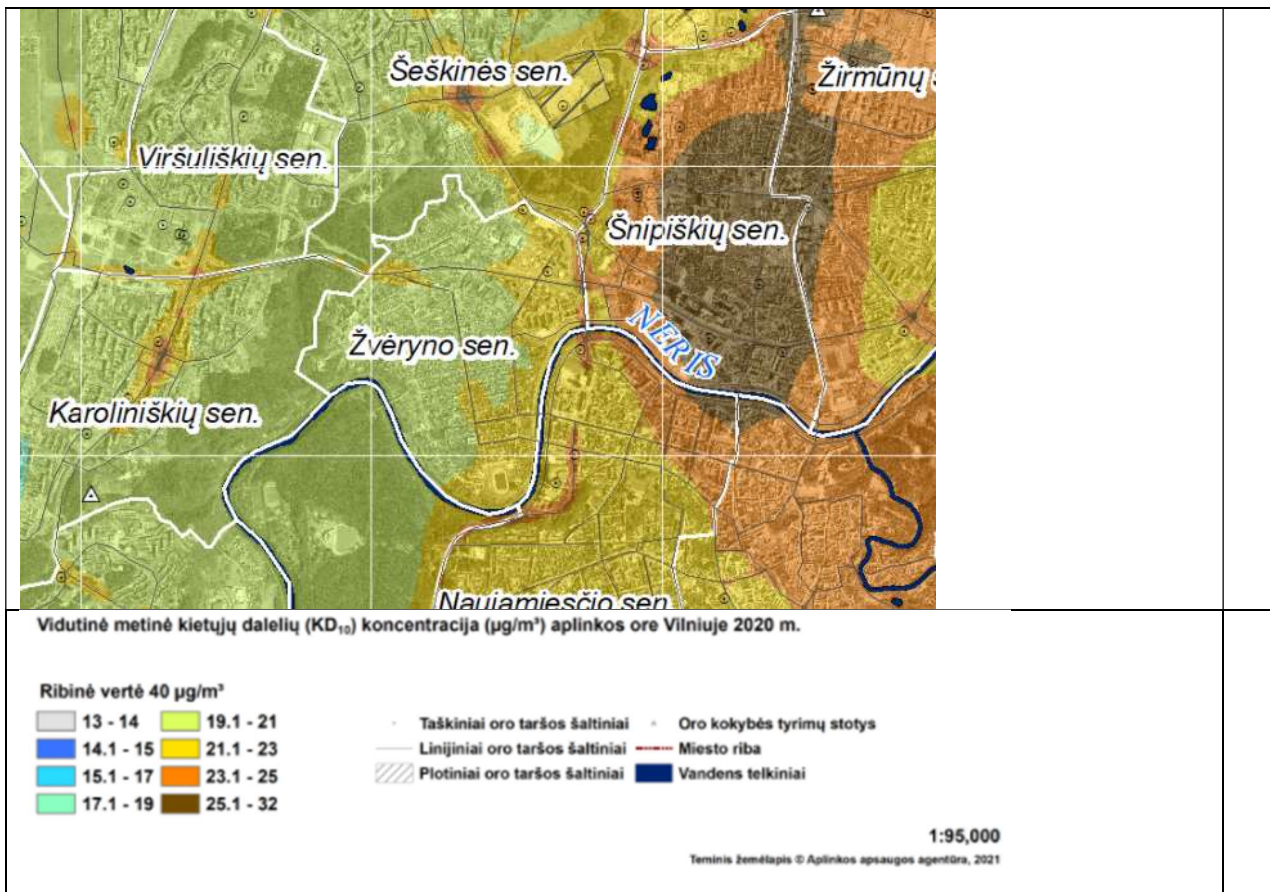 Šeškinės sen.
Žirmūnų s
Viršuliškių sen.
Šnipiškių sen.
NERIS
Žvėryno sen.
Karoliniškių sen.
Naujamiesčio sen
Vidutinė metinė kietųjų dalelių (KD₁₀) koncentracija (µg/m³) aplinkos ore Vilniuje 2020 m.
Ribinė vertė 40 µg/m³
13 - 14
14.1 - 15
15.1 - 17
17.1 - 19
19.1 - 21
21.1 - 23
23.1 - 25
25.1 - 32
Taškiniai oro taršos šaltiniai
Linijiniai oro taršos šaltiniai
Plotiniai oro taršos šaltiniai
Oro kokybės tyrimų stotys
Miesto riba
Vandens telkiniai
1:95,000
Teminis žemėlapis © Aplinkos apsaugos agentūra, 2021